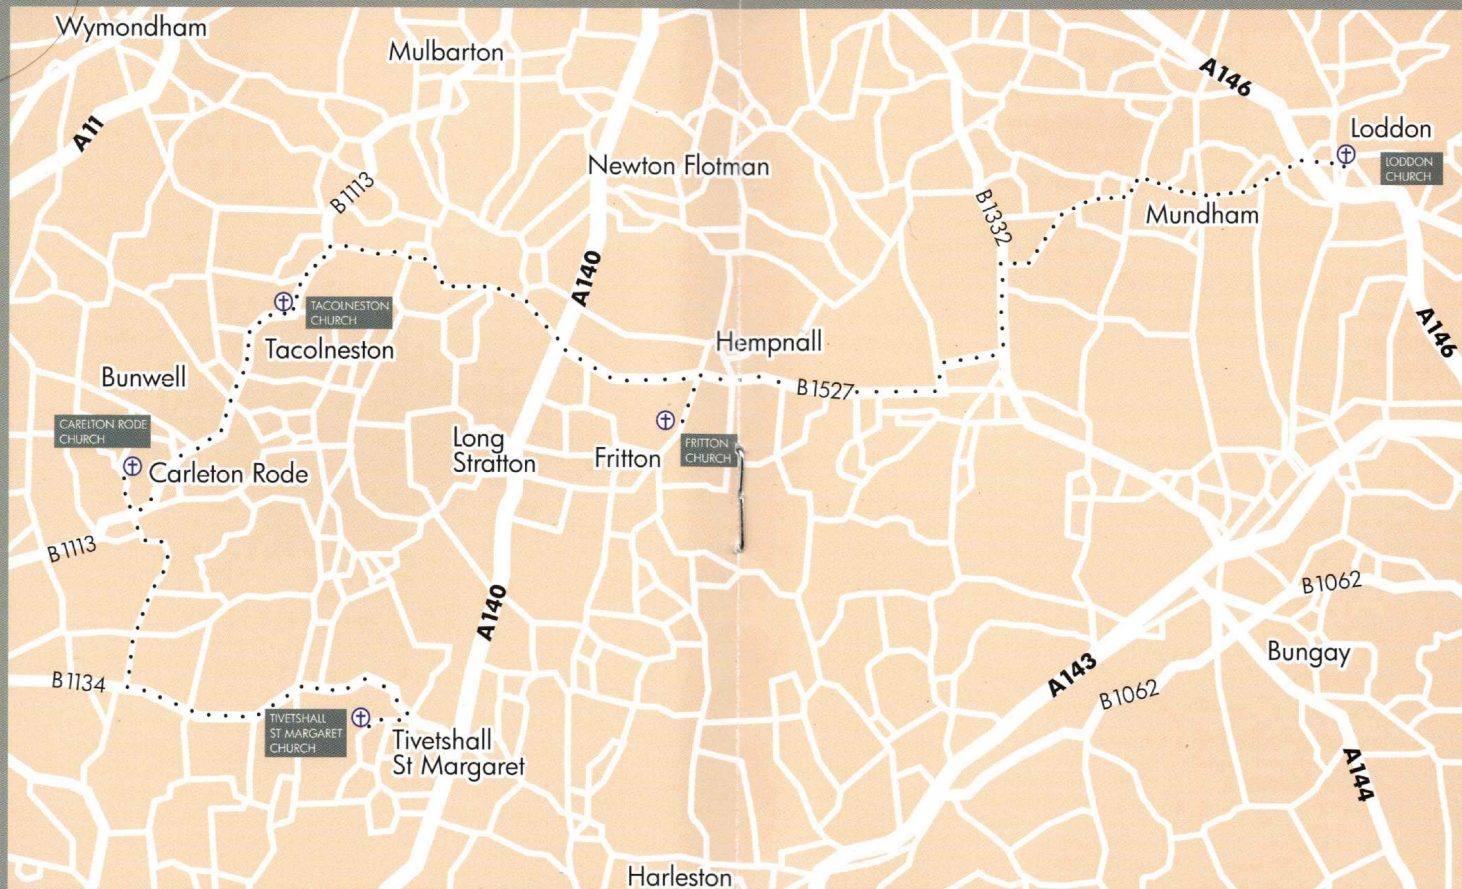 Wymondham
Mulbarton
A146
A11
Loddon
LODDON
CHURCH
Newton Flotman
B1113
B1332
Mundham
A140
TACOLNESTON
CHURCH
Tacolneston
Hempnall
A146
Bunwell
B1527
CARELTON RODE
CHURCH
Carleton Rode
Long
Stratton
Fritton
FRITTON
CHURCH
B1113
A140
B1062
B1134
A143
Bungay
B1062
TIVETSHALL
ST MARGARET
CHURCH
Tivetshall
St Margaret
A144
Harleston